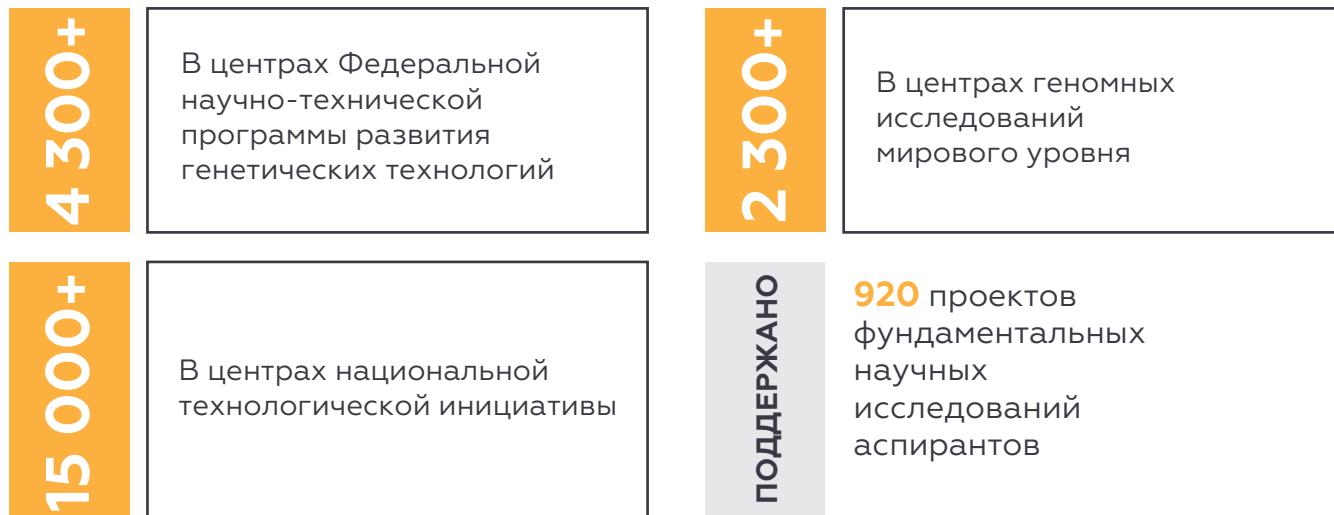 4 300+
В центрах Федеральной
научно-технической
программы развития
генетических технологий
2 300+
В центрах геномных
исследований
мирового уровня
15 000+
В центрах национальной
технологической инициативы
ПОДДЕРЖАНО
920 проектов
фундаментальных
научных
исследований
аспирантов